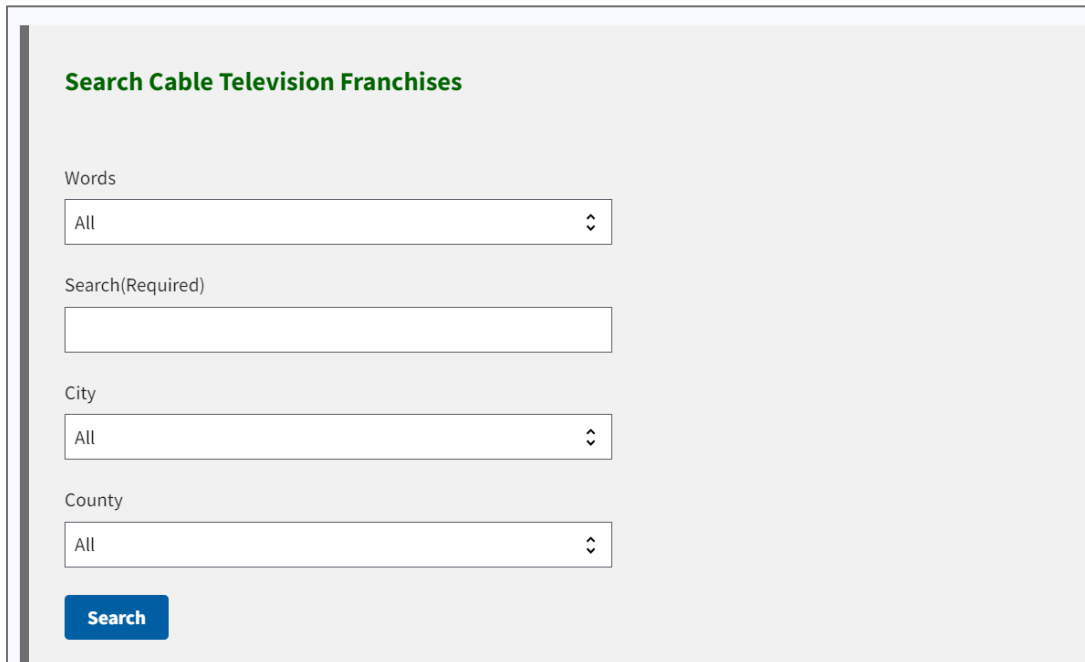 Search Cable Television Franchises
Words
All
Search(Required)
City
All
County
All
Search